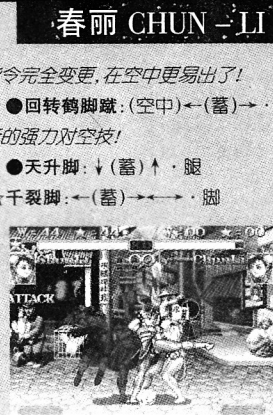 春丽 CHUN-LI
令完全变更,在空中更易出了!
●回转鹤脚蹴:(空中)←(蓄)→·
的强力对空技!
●天升脚:↓(蓄)↑·腿
千裂脚:←(蓄)→←→·脚
ATTACK
ChunLi